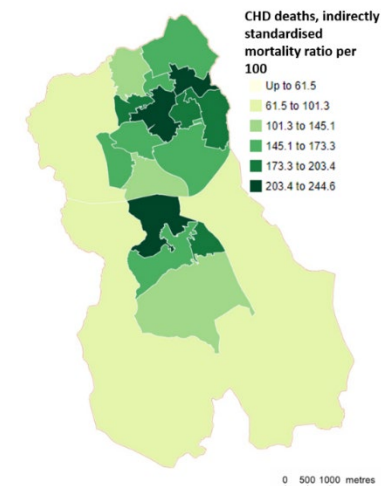 CHD deaths, indirectly
standardised
mortality ratio per
100
Up to 61.5
61.5 to 101.3
101.3 to 145.1
145.1 to 173.3
173.3 to 203.4
203.4 to 244.6
0 500 1000 metres